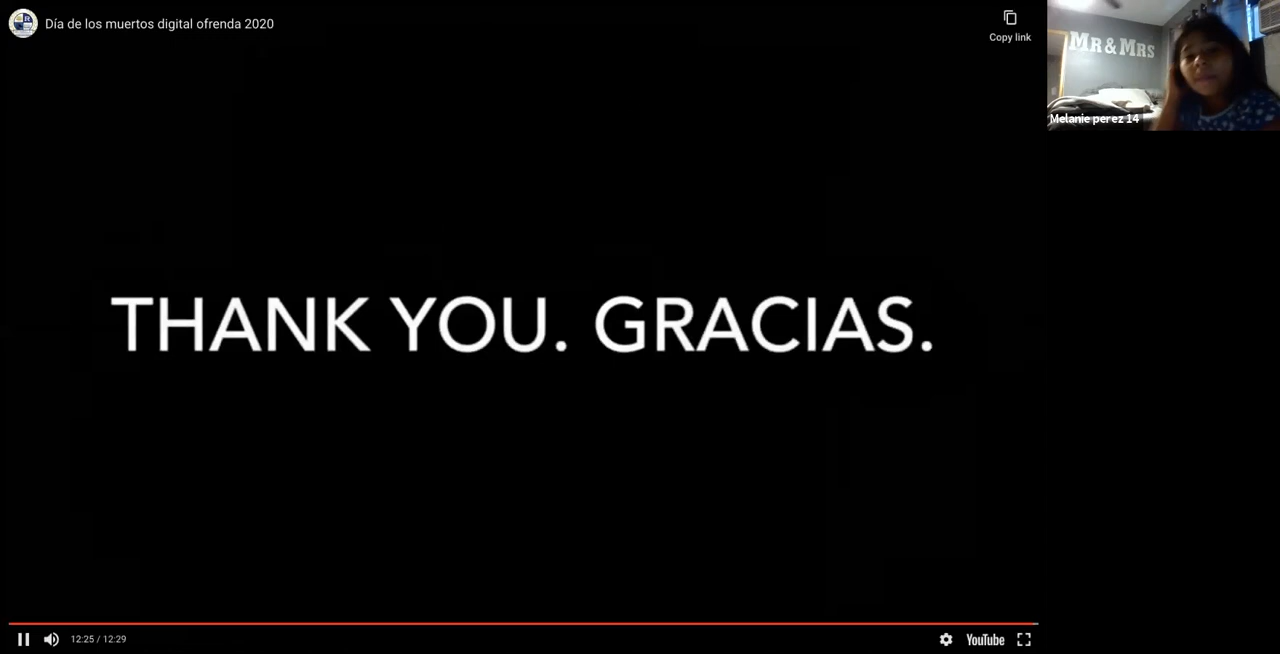 Día de los muertos digital ofrenda 2020
Copy link
MR & MRS
Melanie perez 14
THANK YOU. GRACIAS.
12:25 / 12:29
YouTube